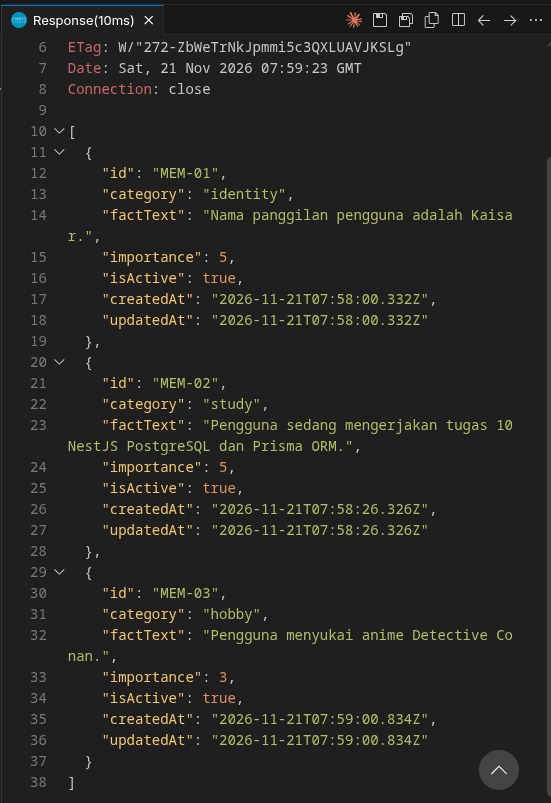 Response(10ms)
6 ETag: W/"272-ZbWeTrNkJpmmi5c3QXLUAVJKSLg"
7 Date: Sat, 21 Nov 2026 07:59:23 GMT
8 Connection: close
9
10 [
11 {
12 "id": "MEM-01",
13 "category": "identity",
14 "factText": "Nama panggilan pengguna adalah Kaisa
r.",
15 "importance": 5,
16 "isActive": true,
17 "createdAt": "2026-11-21T07:58:00.332Z",
18 "updatedAt": "2026-11-21T07:58:00.332Z"
19 },
20 {
21 "id": "MEM-02",
22 "category": "study",
23 "factText": "Pengguna sedang mengerjakan tugas 10
NestJS PostgreSQL dan Prisma ORM.",
24 "importance": 5,
25 "isActive": true,
26 "createdAt": "2026-11-21T07:58:26.326Z",
27 "updatedAt": "2026-11-21T07:58:26.326Z"
28 },
29 {
30 "id": "MEM-03",
31 "category": "hobby",
32 "factText": "Pengguna menyukai anime Detective Co
nan.",
33 "importance": 3,
34 "isActive": true,
35 "createdAt": "2026-11-21T07:59:00.834Z",
36 "updatedAt": "2026-11-21T07:59:00.834Z"
37 }
38 ]